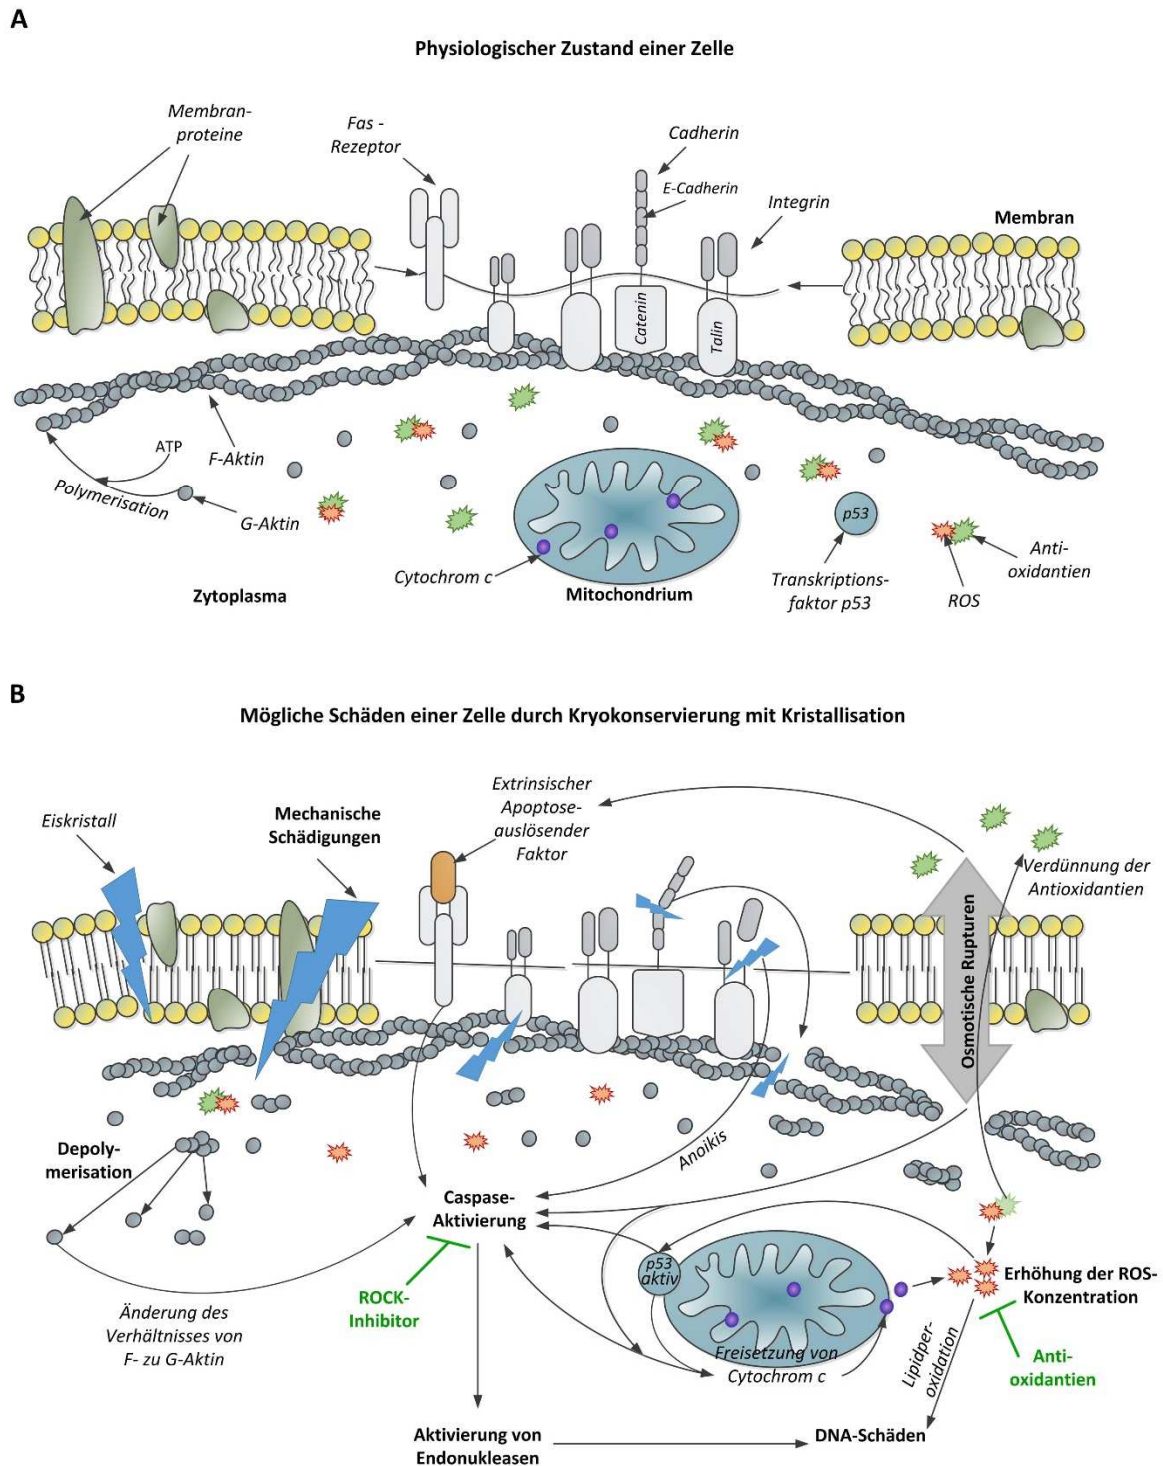 A
Physiologischer Zustand einer Zelle
Membran-
proteine
Fas -
Rezeptor
Cadherin
E-Cadherin
Integrin
Membran
Catenin
Talin
ATP
F-Aktin
Polymerisation
G-Aktin
Cytochrom c
Zytoplasma
Mitochondrium
p53
Transkriptions-
faktor p53
Anti-
oxidantien
ROS
B
Mögliche Schäden einer Zelle durch Kryokonservierung mit Kristallisation
Eiskristall
Mechanische
Schädigungen
Extrinsischer
Apoptose-
auslösender
Faktor
Verdünnung der
Antioxidantien
Osmotische Rupturen
Depoly-
merisation
Anoikis
Caspase-
Aktivierung
p53
aktiv
ROCK-
Inhibitor
Änderung des
Verhältnisses von
F- zu G-Aktin
Freisetzung von
Cytochrom c
Erhöhung der ROS-
Konzentration
Lipidper-
oxidation
Anti-
oxidantien
Aktivierung von
Endonukleasen
DNA-Schäden